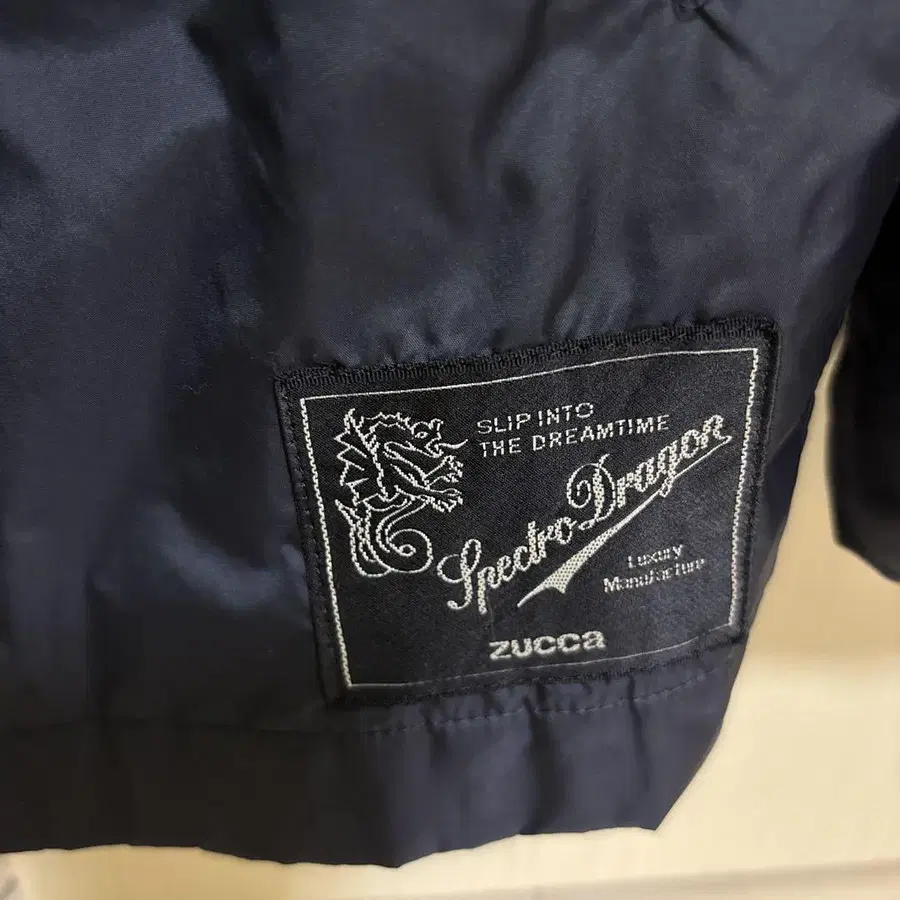 SLIP INTO
THE DREAMTIME
Spectro Dragon
Luxury
Manufacture
zucca